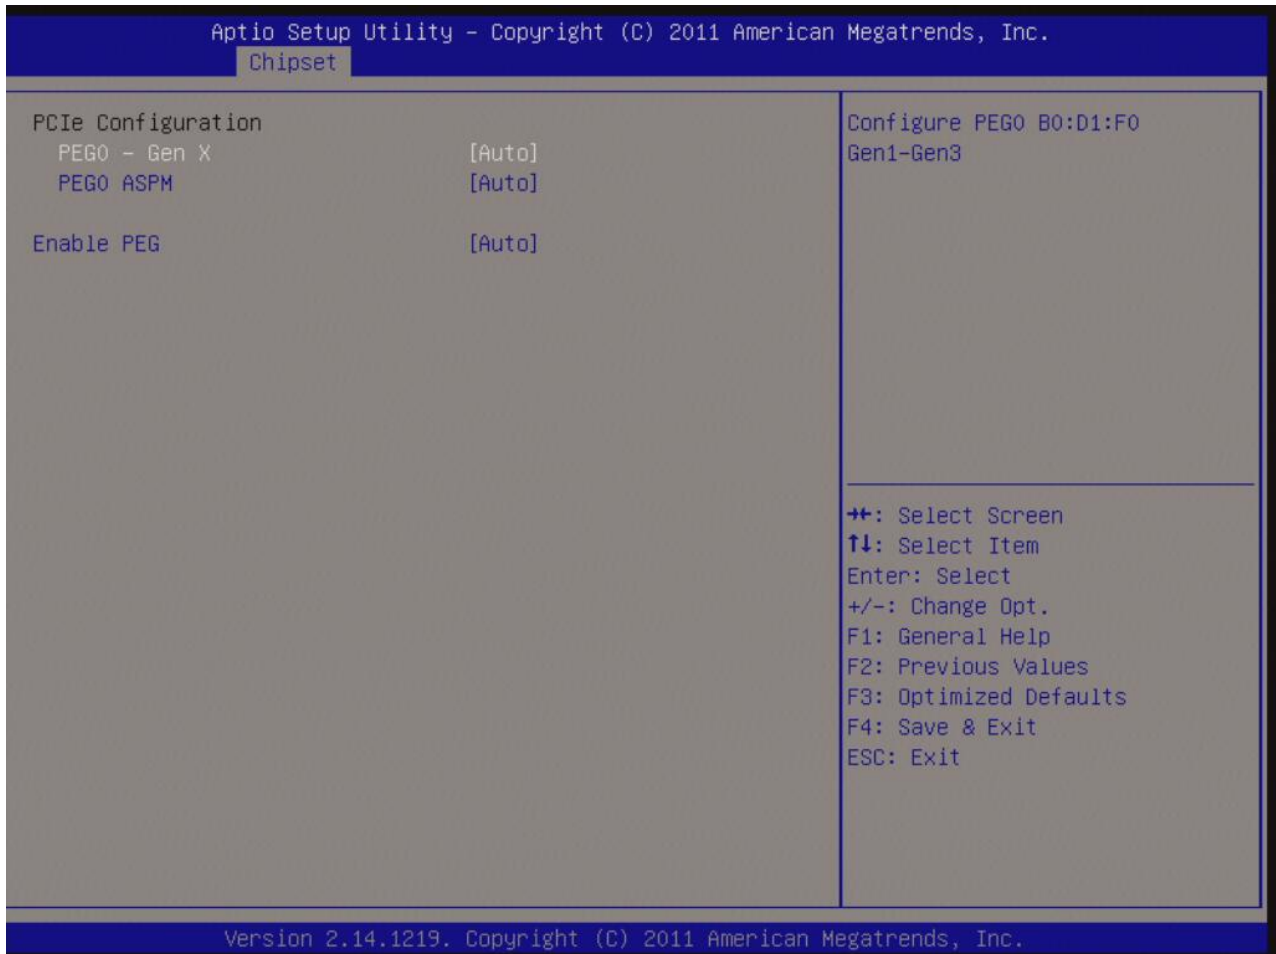 Aptio Setup Utility – Copyright (C) 2011 American Megatrends, Inc.
Chipset
PCIe Configuration
PEG0 – Gen X [Auto]
PEG0 ASPM [Auto]
Enable PEG [Auto]
Configure PEG0 B0:D1:F0
Gen1-Gen3
→←: Select Screen
↑↓: Select Item
Enter: Select
+/-: Change Opt.
F1: General Help
F2: Previous Values
F3: Optimized Defaults
F4: Save & Exit
ESC: Exit
Version 2.14.1219. Copyright (C) 2011 American Megatrends, Inc.